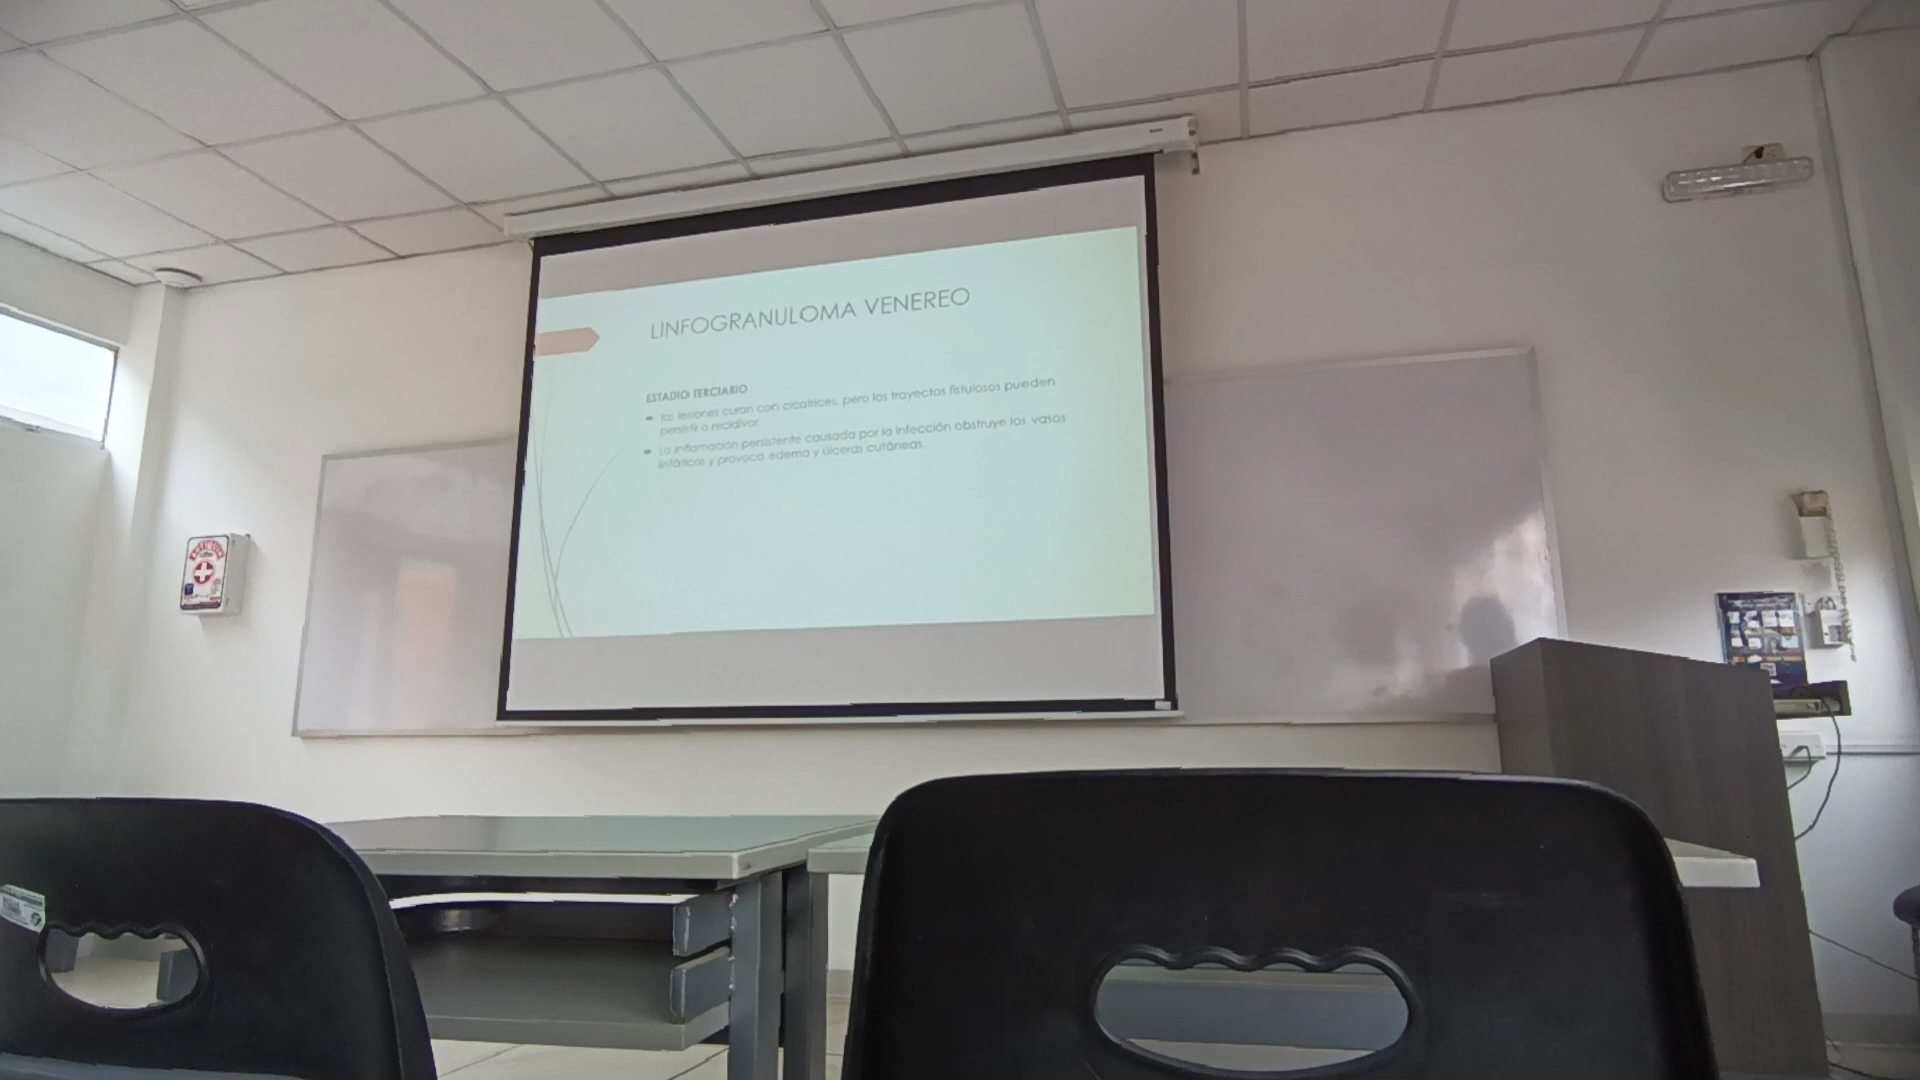 LINFOGRANULOMA VENEREO
ESTADIO TERCIARIO
las lesiones curan con cicatrices, pero los trayectos fistulosos pueden
persistir o recidivar.
La inflamación persistente causada por la infección obstruye los vasos
linfáticos y provoca edema y úlceras cutáneas.